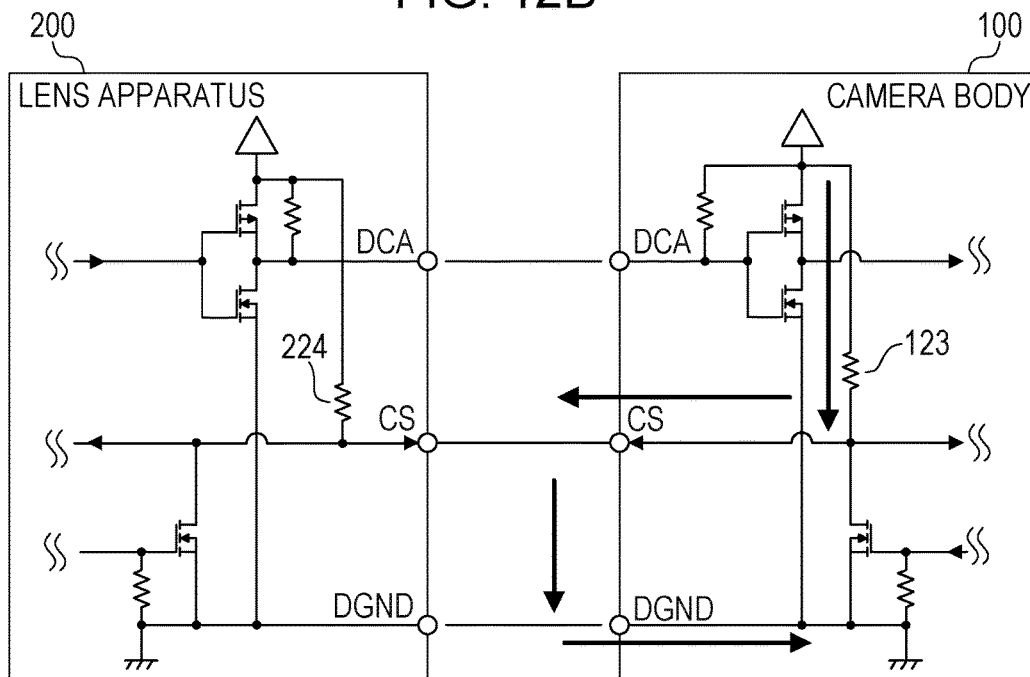 FIG. 12B
200
100
LENS APPARATUS
CAMERA BODY
DCA
DCA
224
123
CS
CS
DGND
DGND